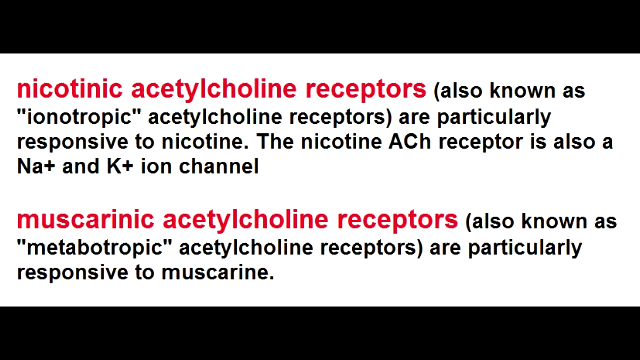 nicotinic acetylcholine receptors (also known as
"ionotropic" acetylcholine receptors) are particularly
responsive to nicotine. The nicotine ACh receptor is also a
Na+ and K+ ion channel
muscarinic acetylcholine receptors (also known as
"metabotropic" acetylcholine receptors) are particularly
responsive to muscarine.